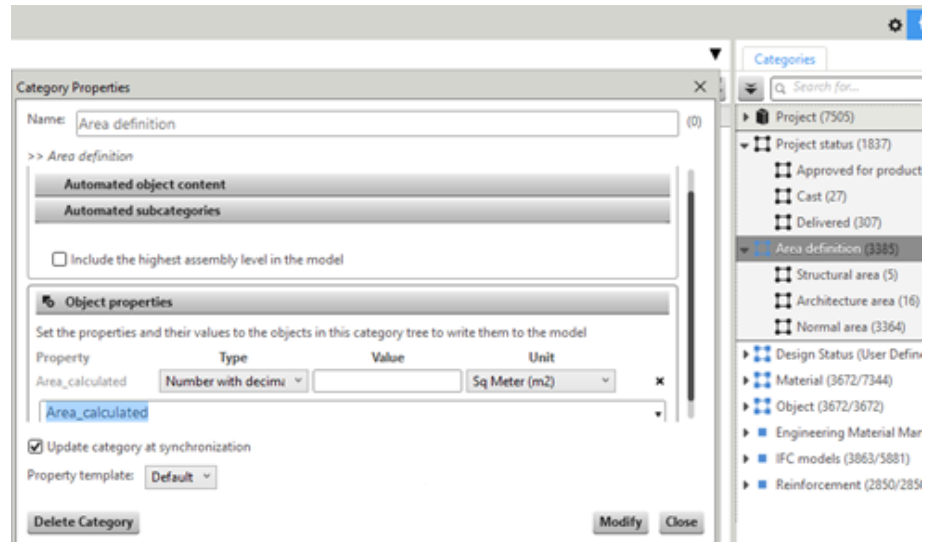 Categories
Category Properties
Search for...
Name: Area definition (0)
Project (7505)
>> Area definition
Project status (1837)
Automated object content
Approved for product
Automated subcategories
Cast (27)
Delivered (307)
Include the highest assembly level in the model
Area definition (3385)
Structural area (5)
Object properties
Architecture area (16)
Set the properties and their values to the objects in this category tree to write them to the model
Normal area (3364)
Property Type Value Unit
Design Status (User Define
Area_calculated Number with decima Sq Meter (m2)
Material (3672/7344)
Area_calculated
Object (3672/3672)
Update category at synchronization
Engineering Material Man
IFC models (3863/5881)
Property template: Default
Reinforcement (2850/2850
Delete Category Modify Close